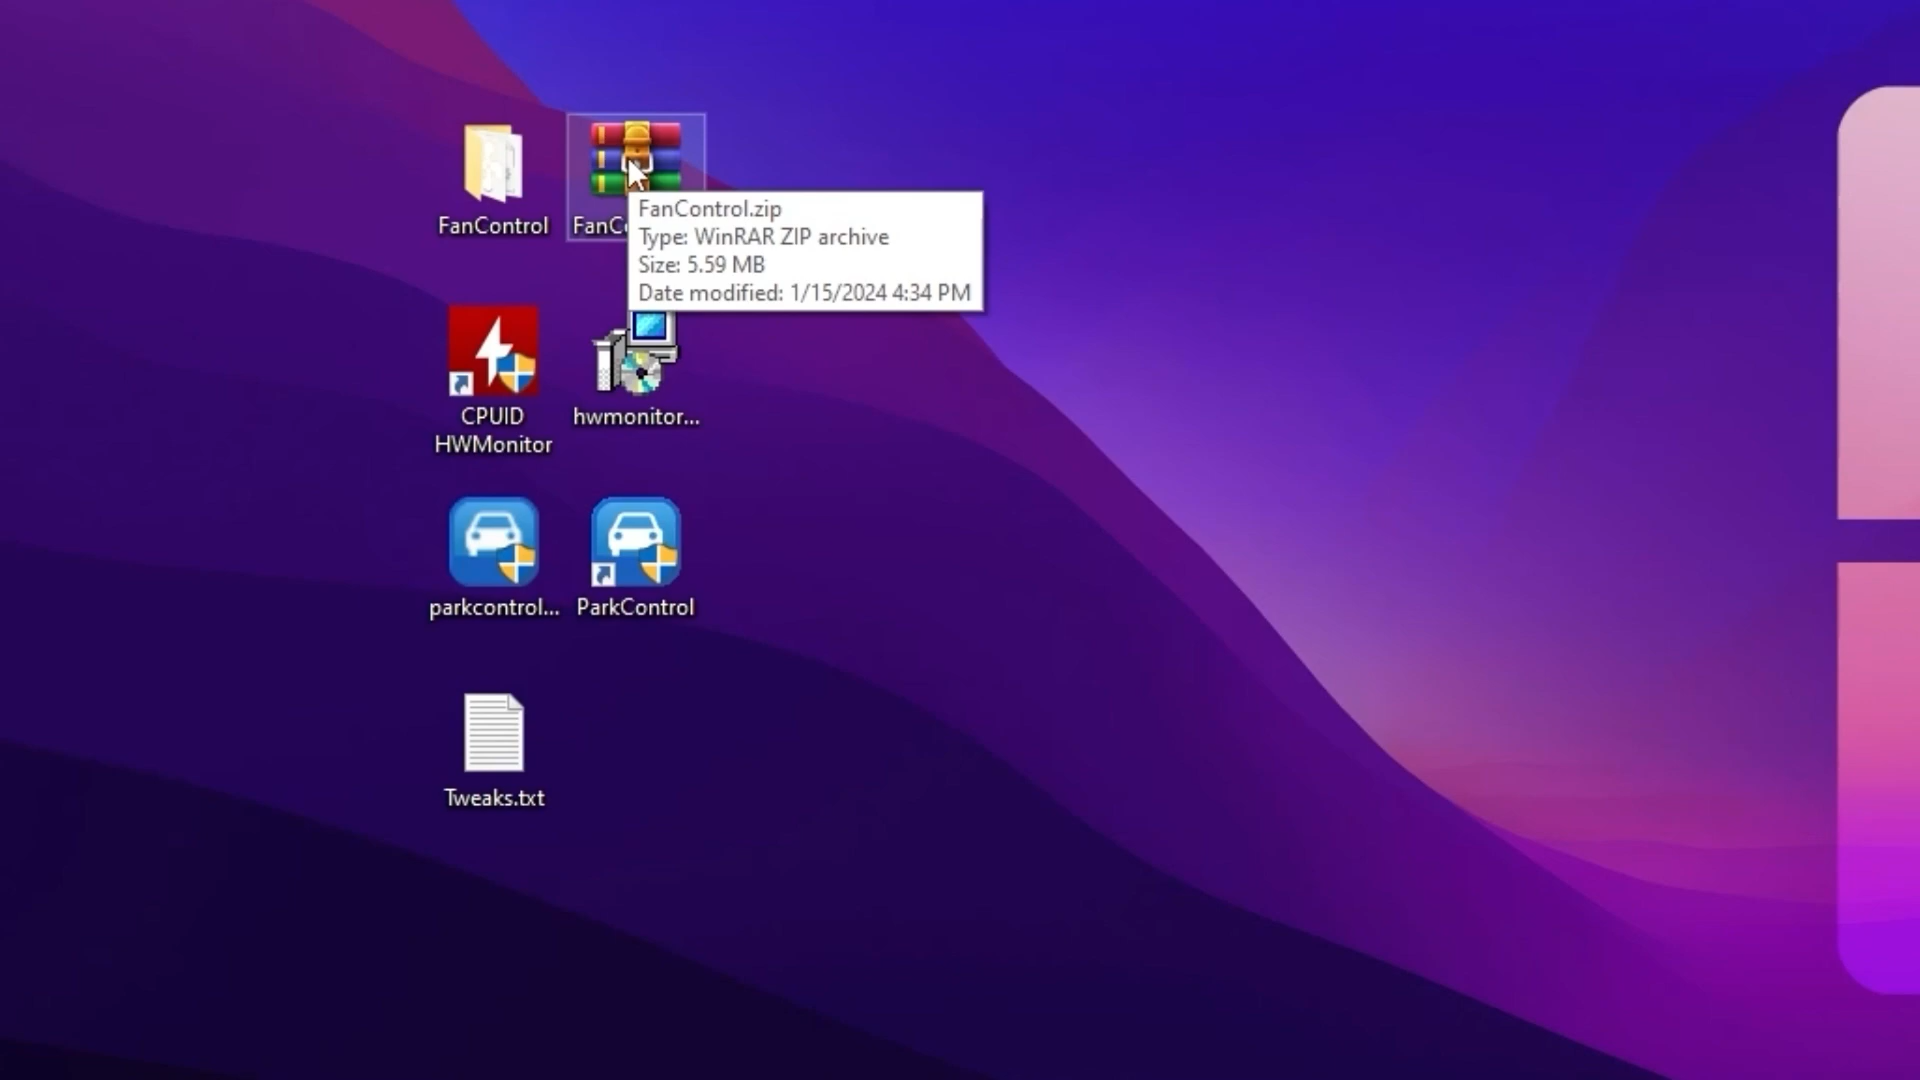 FanControl
FanCo
FanControl.zip
Type: WinRAR ZIP archive
Size: 5.59 MB
Date modified: 1/15/2024 4:34 PM
CPUID
HWMonitor
hwmonitor...
parkcontrol...
ParkControl
Tweaks.txt